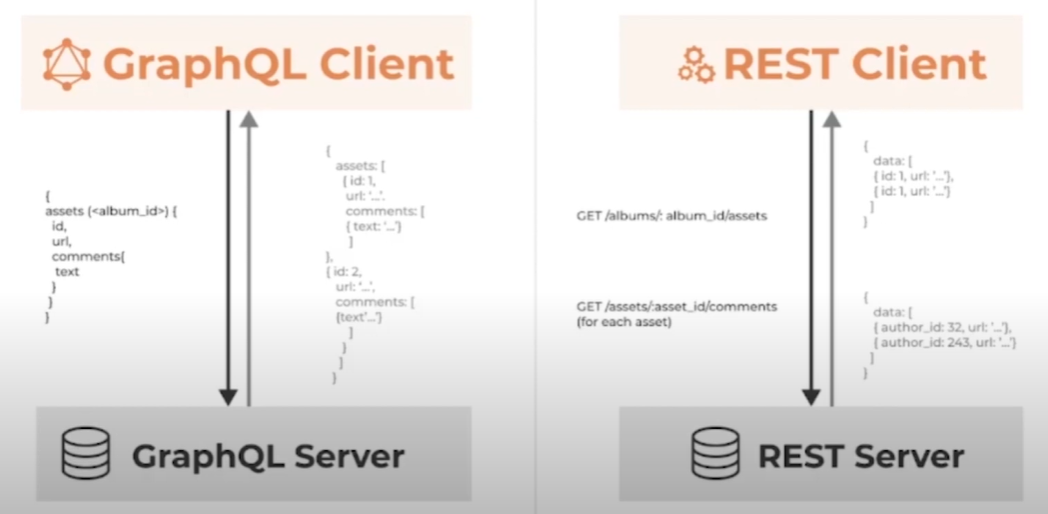 GraphQL Client
{
assets (<album_id>) {
id,
url,
comments{
text
}
}
}
{
assets: [
{ id: 1,
url: '...'.
comments: [
{ text: '...'}
]
},
{ id: 2,
url: '...',
comments: [
{text'...'}
]
}
]
}
GraphQL Server
REST Client
GET /albums/: album_id/assets
{
data: [
{ id: 1, url: '...'},
{ id: 1, url: '...'}
]
}
GET /assets/:asset_id/comments
(for each asset)
{
data: [
{ author_id: 32, url: '...'},
{ author_id: 243, url: '...'}
]
}
REST Server